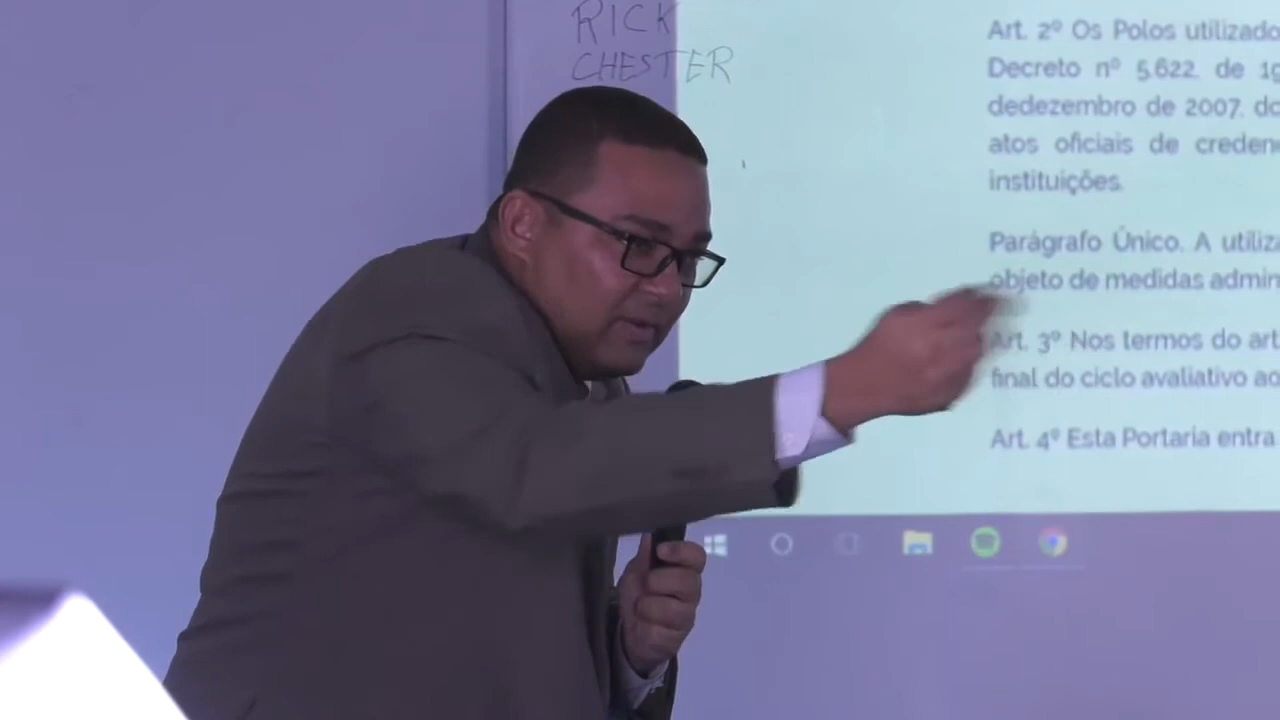 RICK
CHESTER
Art. 2º Os Polos utilizado
Decreto nº 5.622, de 19
dedezembro de 2007, do
atos oficiais de creden
instituições.
Parágrafo Único. A utiliza
objeto de medidas admin
Art. 3º Nos termos do art
final do ciclo avaliativo ao
Art. 4º Esta Portaria entra